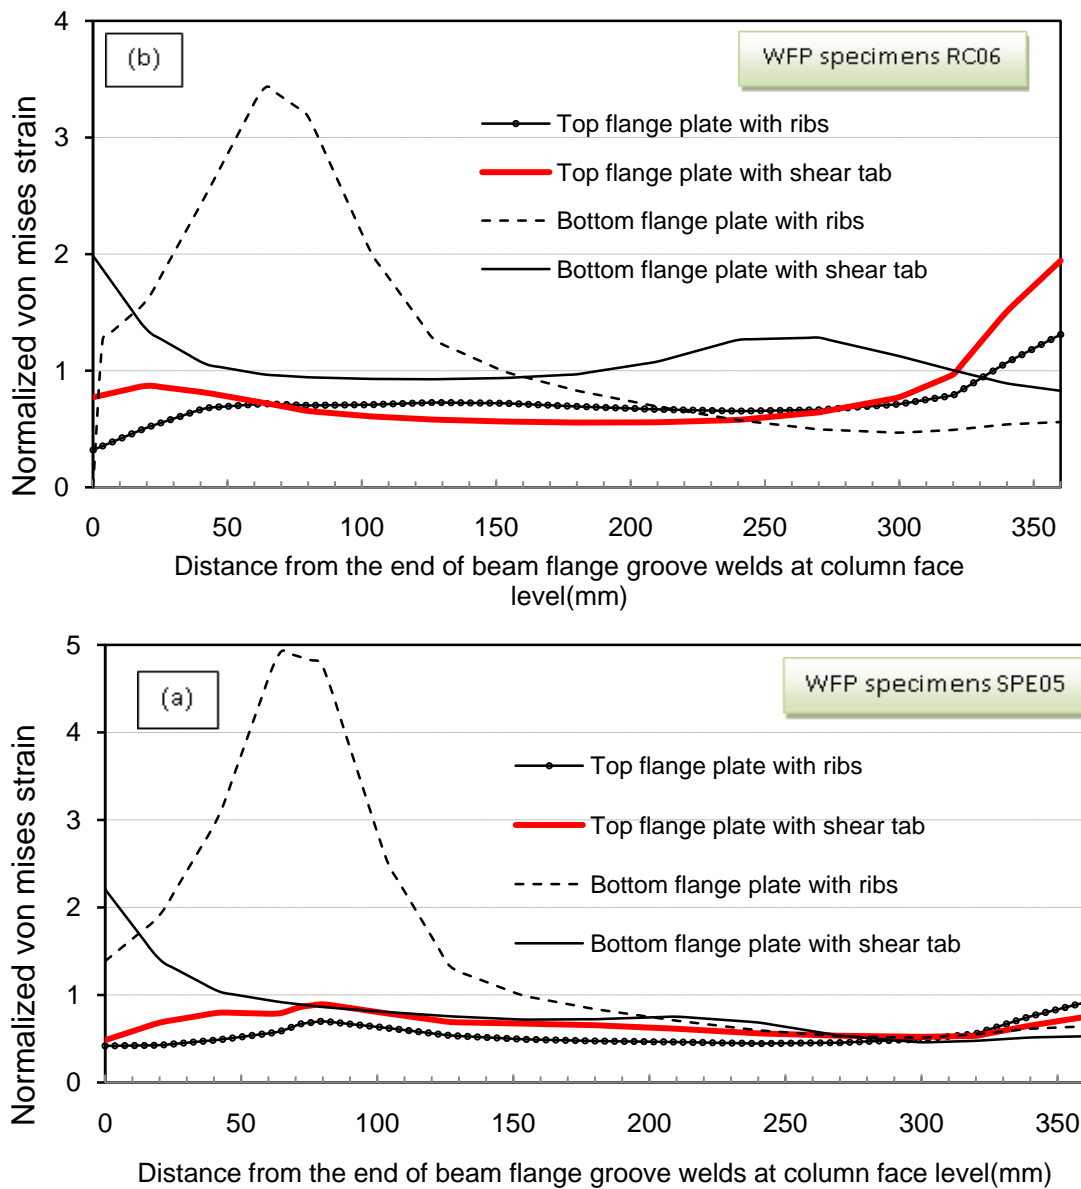 4
(b)
WFP specimens RC06
3
Top flange plate with ribs
Top flange plate with shear tab
Bottom flange plate with ribs
2
Bottom flange plate with shear tab
1
0
Normalized von mises strain
0 50 100 150 200 250 300 350
Distance from the end of beam flange groove welds at column face
level(mm)
5
(a)
WFP specimens SPE05
4
Top flange plate with ribs
Top flange plate with shear tab
3
Bottom flange plate with ribs
2
Bottom flange plate with shear tab
1
0
Normalized von mises strain
0 50 100 150 200 250 300 350
Distance from the end of beam flange groove welds at column face level(mm)